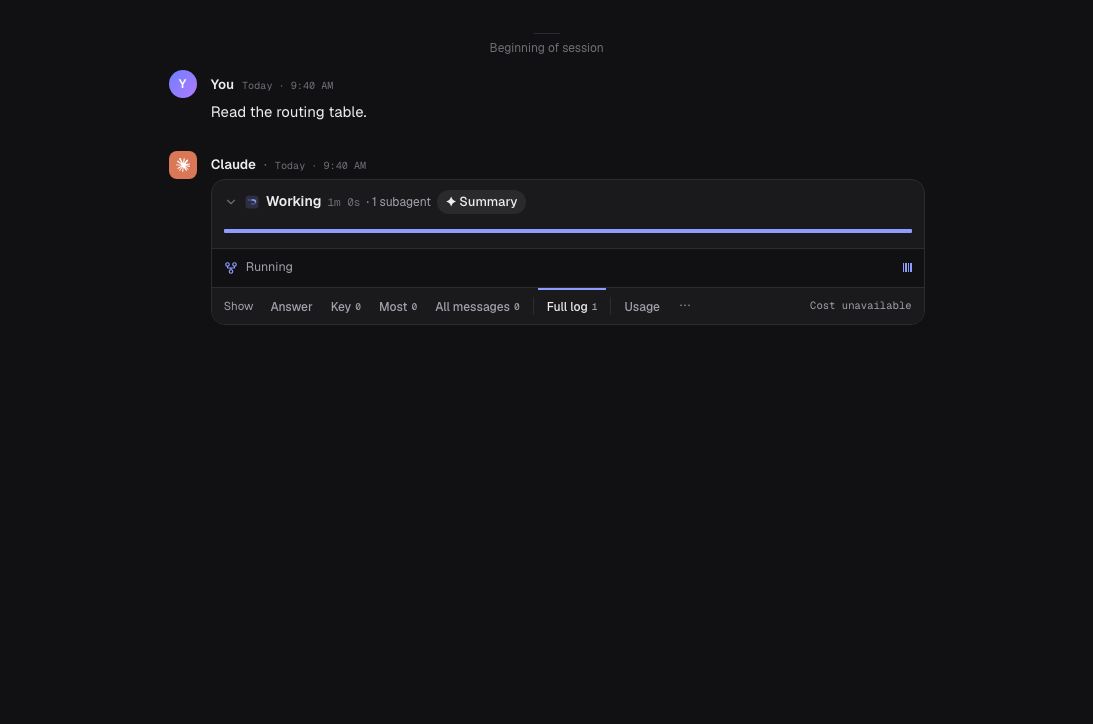 Beginning of session
Y You Today · 9:40 AM
Read the routing table.
Claude · Today · 9:40 AM
Working 1m 0s · 1 subagent Summary
Running
Show Answer Key 0 Most 0 All messages 0 Full log 1 Usage ··· Cost unavailable